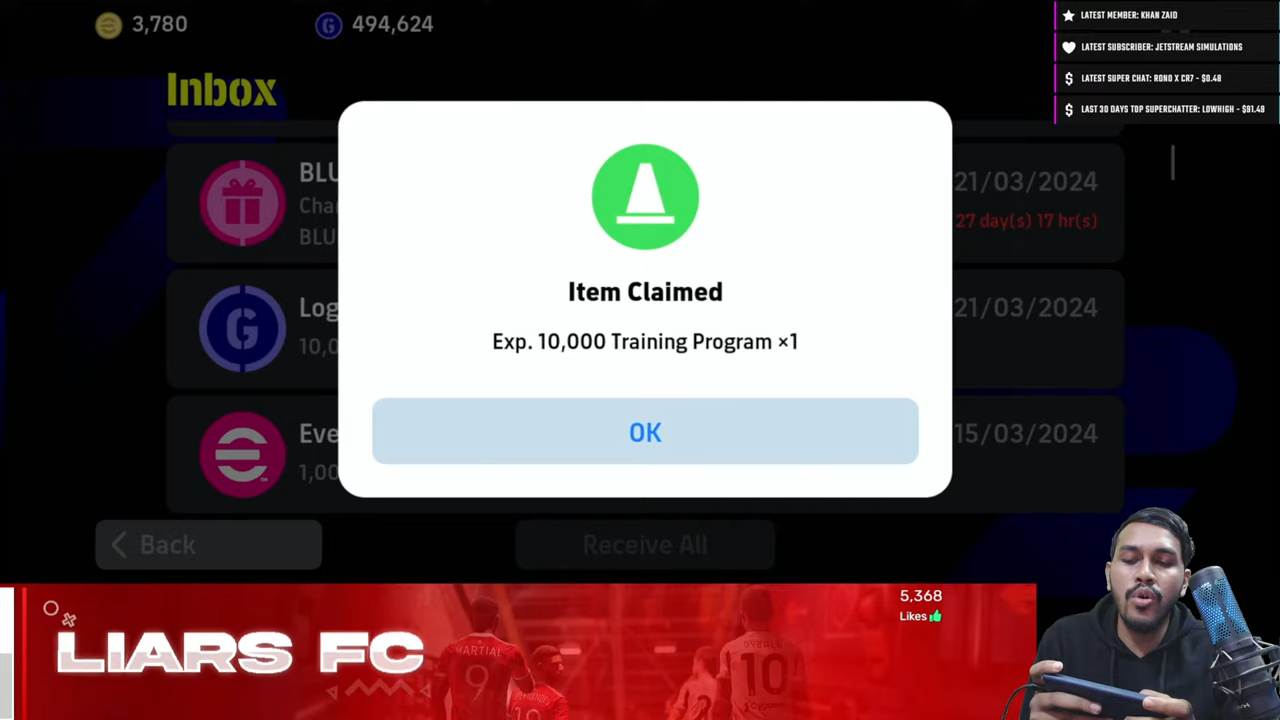 3,780
494,624
LATEST MEMBER: KHAN ZAID
LATEST SUBSCRIBER: JETSTREAM SIMULATIONS
LATEST SUPER CHAT: RONO X CR7 - $0.48
LAST 30 DAYS TOP SUPERCHATTER: LOWHIGH - $91.48
Inbox
BLU
Cha
BLU
21/03/2024
27 day(s) 17 hr(s)
Item Claimed
Exp. 10,000 Training Program ×1
OK
G
Log
10,0
21/03/2024
Eve
1,00
15/03/2024
Back
Receive All
5,368
Likes
LIARS FC
MARTIAL
9
10